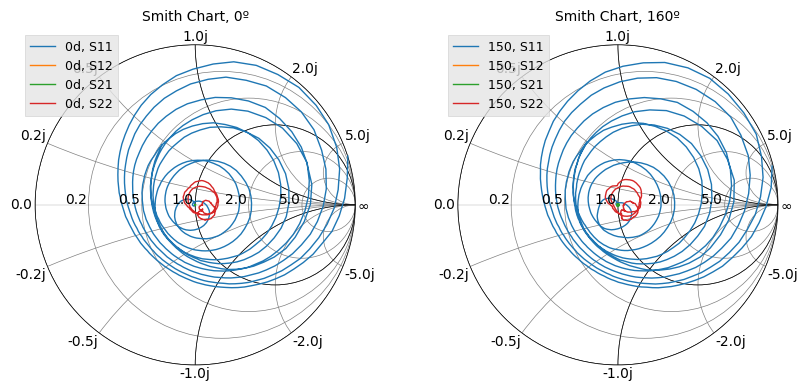 Smith Chart, 0º
1.0j
0d, S11
0d, S12
0d, S21
0d, S22
0.5j
2.0j
0.2j
5.0j
0.0
0.2
0.5
1.0
2.0
5.0
∞
-0.2j
-5.0j
-0.5j
-2.0j
-1.0j
Smith Chart, 160º
1.0j
150, S11
150, S12
150, S21
150, S22
0.5j
2.0j
0.2j
5.0j
0.0
0.2
0.5
1.0
2.0
5.0
∞
-0.2j
-5.0j
-0.5j
-2.0j
-1.0j